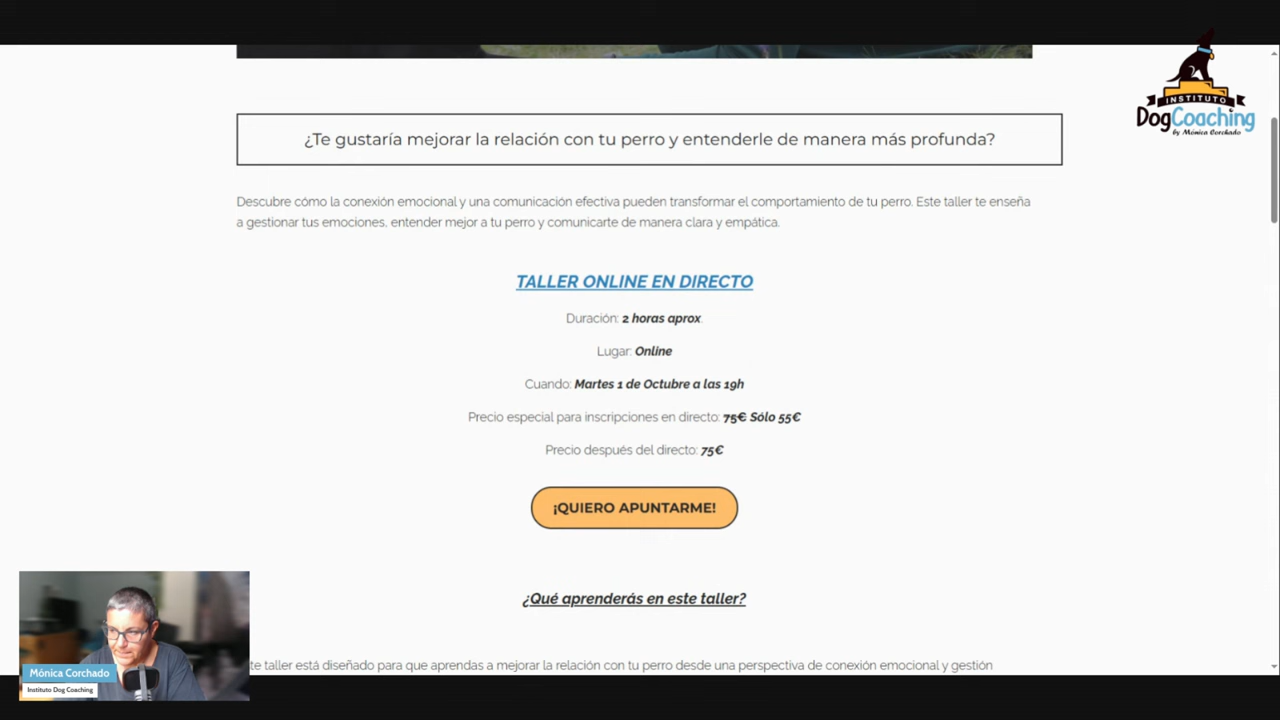 INSTITUTO
DogCoaching
by Mónica Corchado
¿Te gustaría mejorar la relación con tu perro y entenderle de manera más profunda?
Descubre cómo la conexión emocional y una comunicación efectiva pueden transformar el comportamiento de tu perro. Este taller te enseña
a gestionar tus emociones, entender mejor a tu perro y comunicarte de manera clara y empática.
TALLER ONLINE EN DIRECTO
Duración: 2 horas aprox.
Lugar: Online
Cuando: Martes 1 de Octubre a las 19h
Precio especial para inscripciones en directo: 75€ Sólo 55€
Precio después del directo: 75€
¡QUIERO APUNTARME!
¿Qué aprenderás en este taller?
taller está diseñado para que aprendas a mejorar la relación con tu perro desde una perspectiva de conexión emocional y gestión
Mónica Corchado
Instituto Dog Coaching